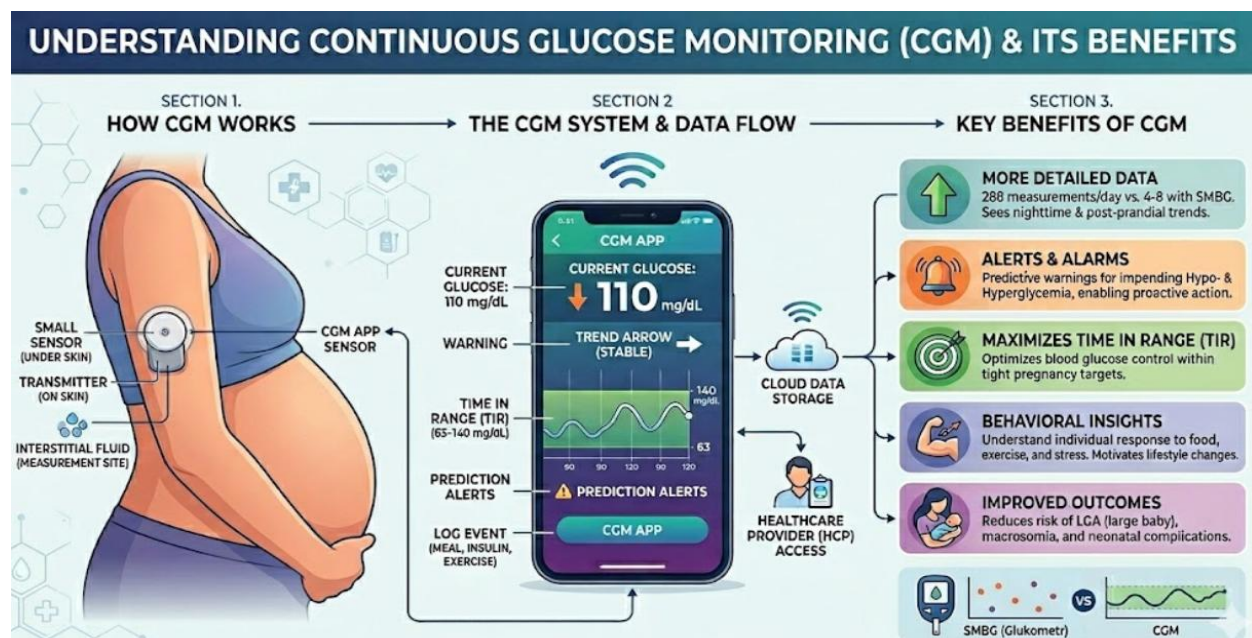 UNDERSTANDING CONTINUOUS GLUCOSE MONITORING (CGM) & ITS BENEFITS
SECTION 1.
HOW CGM WORKS
SMALL
SENSOR
(UNDER SKIN)
TRANSMITTER
(ON SKIN)
INTERSTITIAL FLUID
(MEASUREMENT SITE)
CGM APP
SENSOR
SECTION 2
THE CGM SYSTEM & DATA FLOW
CURRENT
GLUCOSE:
110 mg/dL
WARNING
TIME IN
RANGE (TIR)
(63-140 mg/dL)
PREDICTION
ALERTS
LOG EVENT
(MEAL, INSULIN,
EXERCISE)
CGM APP
CURRENT GLUCOSE:
110 mg/dL
TREND ARROW
(STABLE)
140
mg/dL
63
90 90 120 90 120
PREDICTION ALERTS
CGM APP
CLOUD DATA
STORAGE
HEALTHCARE
PROVIDER (HCP)
ACCESS
SECTION 3.
KEY BENEFITS OF CGM
MORE DETAILED DATA
288 measurements/day vs. 4-8 with SMBG.
Sees nighttime & post-prandial trends.
ALERTS & ALARMS
Predictive warnings for impending Hypo- &
Hyperglycemia, enabling proactive action.
MAXIMIZES TIME IN RANGE (TIR)
Optimizes blood glucose control within
tight pregnancy targets.
BEHAVIORAL INSIGHTS
Understand individual response to food,
exercise, and stress. Motivates lifestyle changes.
IMPROVED OUTCOMES
Reduces risk of LGA (large baby),
macrosomia, and neonatal complications.
SMBG (Glukometr)
VS
CGM